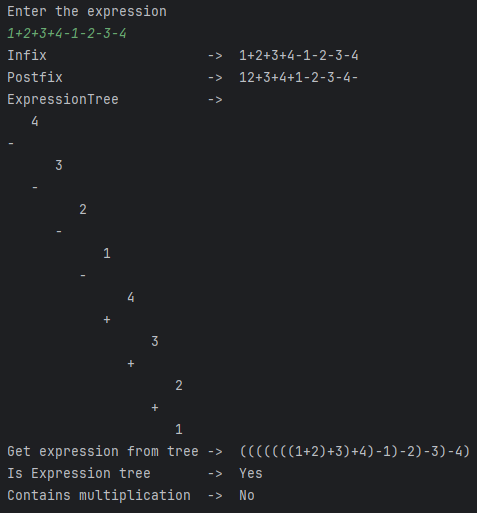 Enter the expression
1+2+3+4-1-2-3-4
Infix                    ->  1+2+3+4-1-2-3-4
Postfix                  ->  12+3+4+1-2-3-4-
ExpressionTree           ->
   4
-
      3
   -
         2
      -
            1
         -
               4
            +
                  3
               +
                     2
                  +
                     1
Get expression from tree ->  (((((((1+2)+3)+4)-1)-2)-3)-4)
Is Expression tree       ->  Yes
Contains multiplication  ->  No